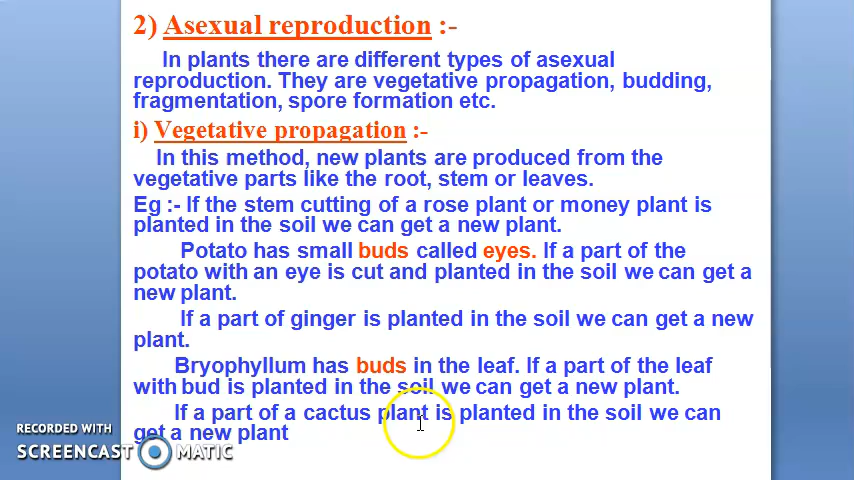 2) Asexual reproduction :-
In plants there are different types of asexual
reproduction. They are vegetative propagation, budding,
fragmentation, spore formation etc.
i) Vegetative propagation :-
In this method, new plants are produced from the
vegetative parts like the root, stem or leaves.
Eg :- If the stem cutting of a rose plant or money plant is
planted in the soil we can get a new plant.
Potato has small buds called eyes. If a part of the
potato with an eye is cut and planted in the soil we can get a
new plant.
If a part of ginger is planted in the soil we can get a new
plant.
Bryophyllum has buds in the leaf. If a part of the leaf
with bud is planted in the soil we can get a new plant.
If a part of a cactus plant is planted in the soil we can
get a new plant
RECORDED WITH
SCREENCAST MATIC